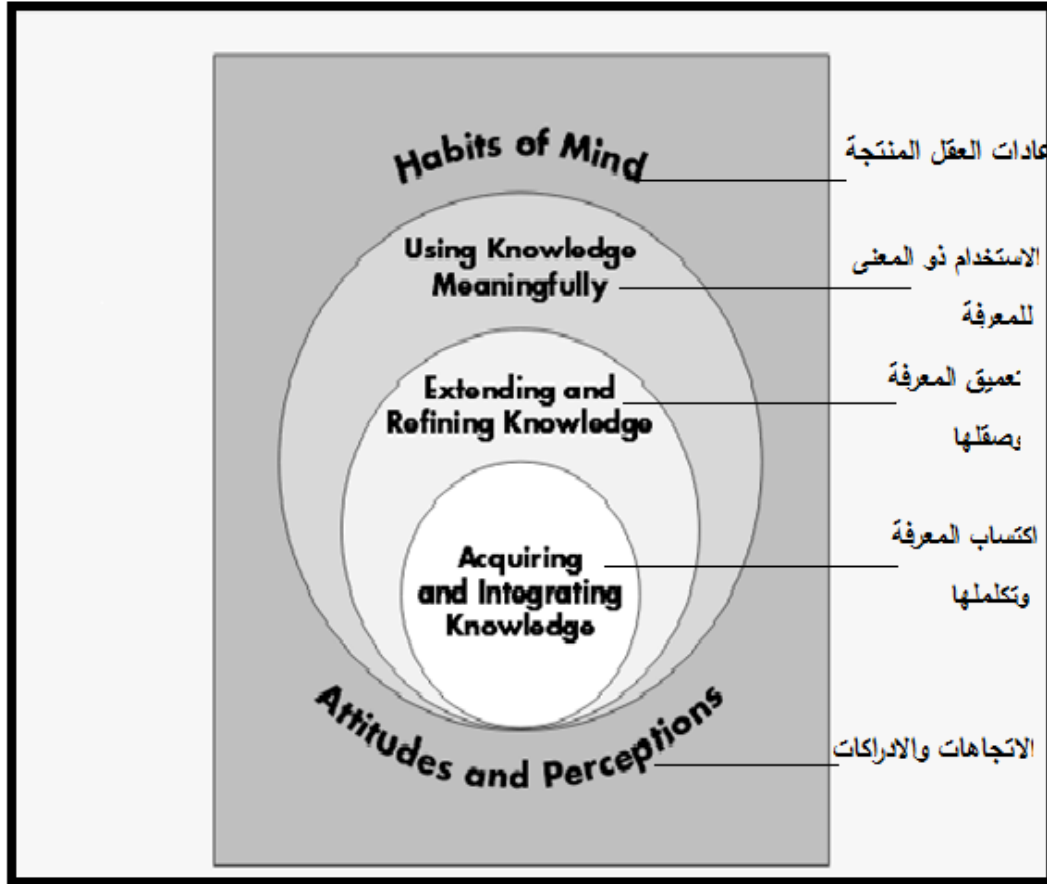 Habits of Mind
عادات العقل المنتجة
Using Knowledge
Meaningfully
الاستخدام ذو المعنى
للمعرفة
Extending and
Refining Knowledge
تعميق المعرفة
وصقلها
Acquiring
and Integrating
Knowledge
اكتساب المعرفة
وتكلملها
Attitudes and Perceptions
الاتجاهات والادراكات